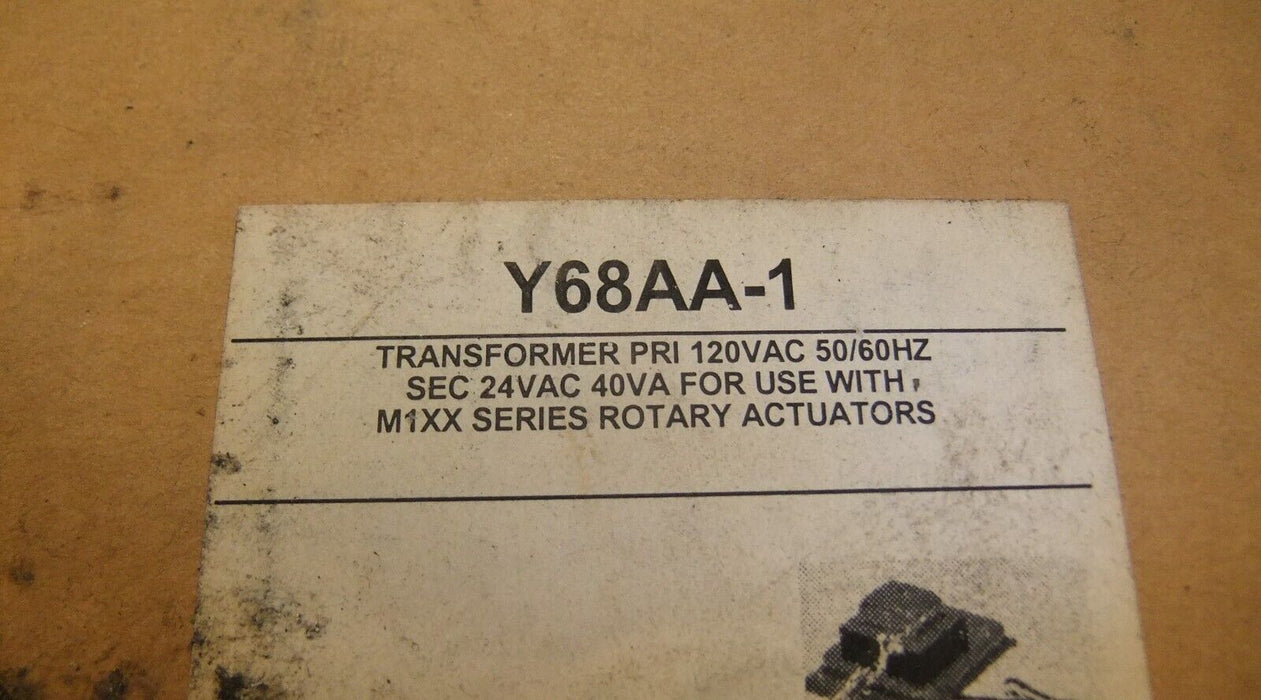 Y68AA-1
TRANSFORMER PRI 120VAC 50/60HZ
SEC 24VAC 40VA FOR USE WITH
M1XX SERIES ROTARY ACTUATORS